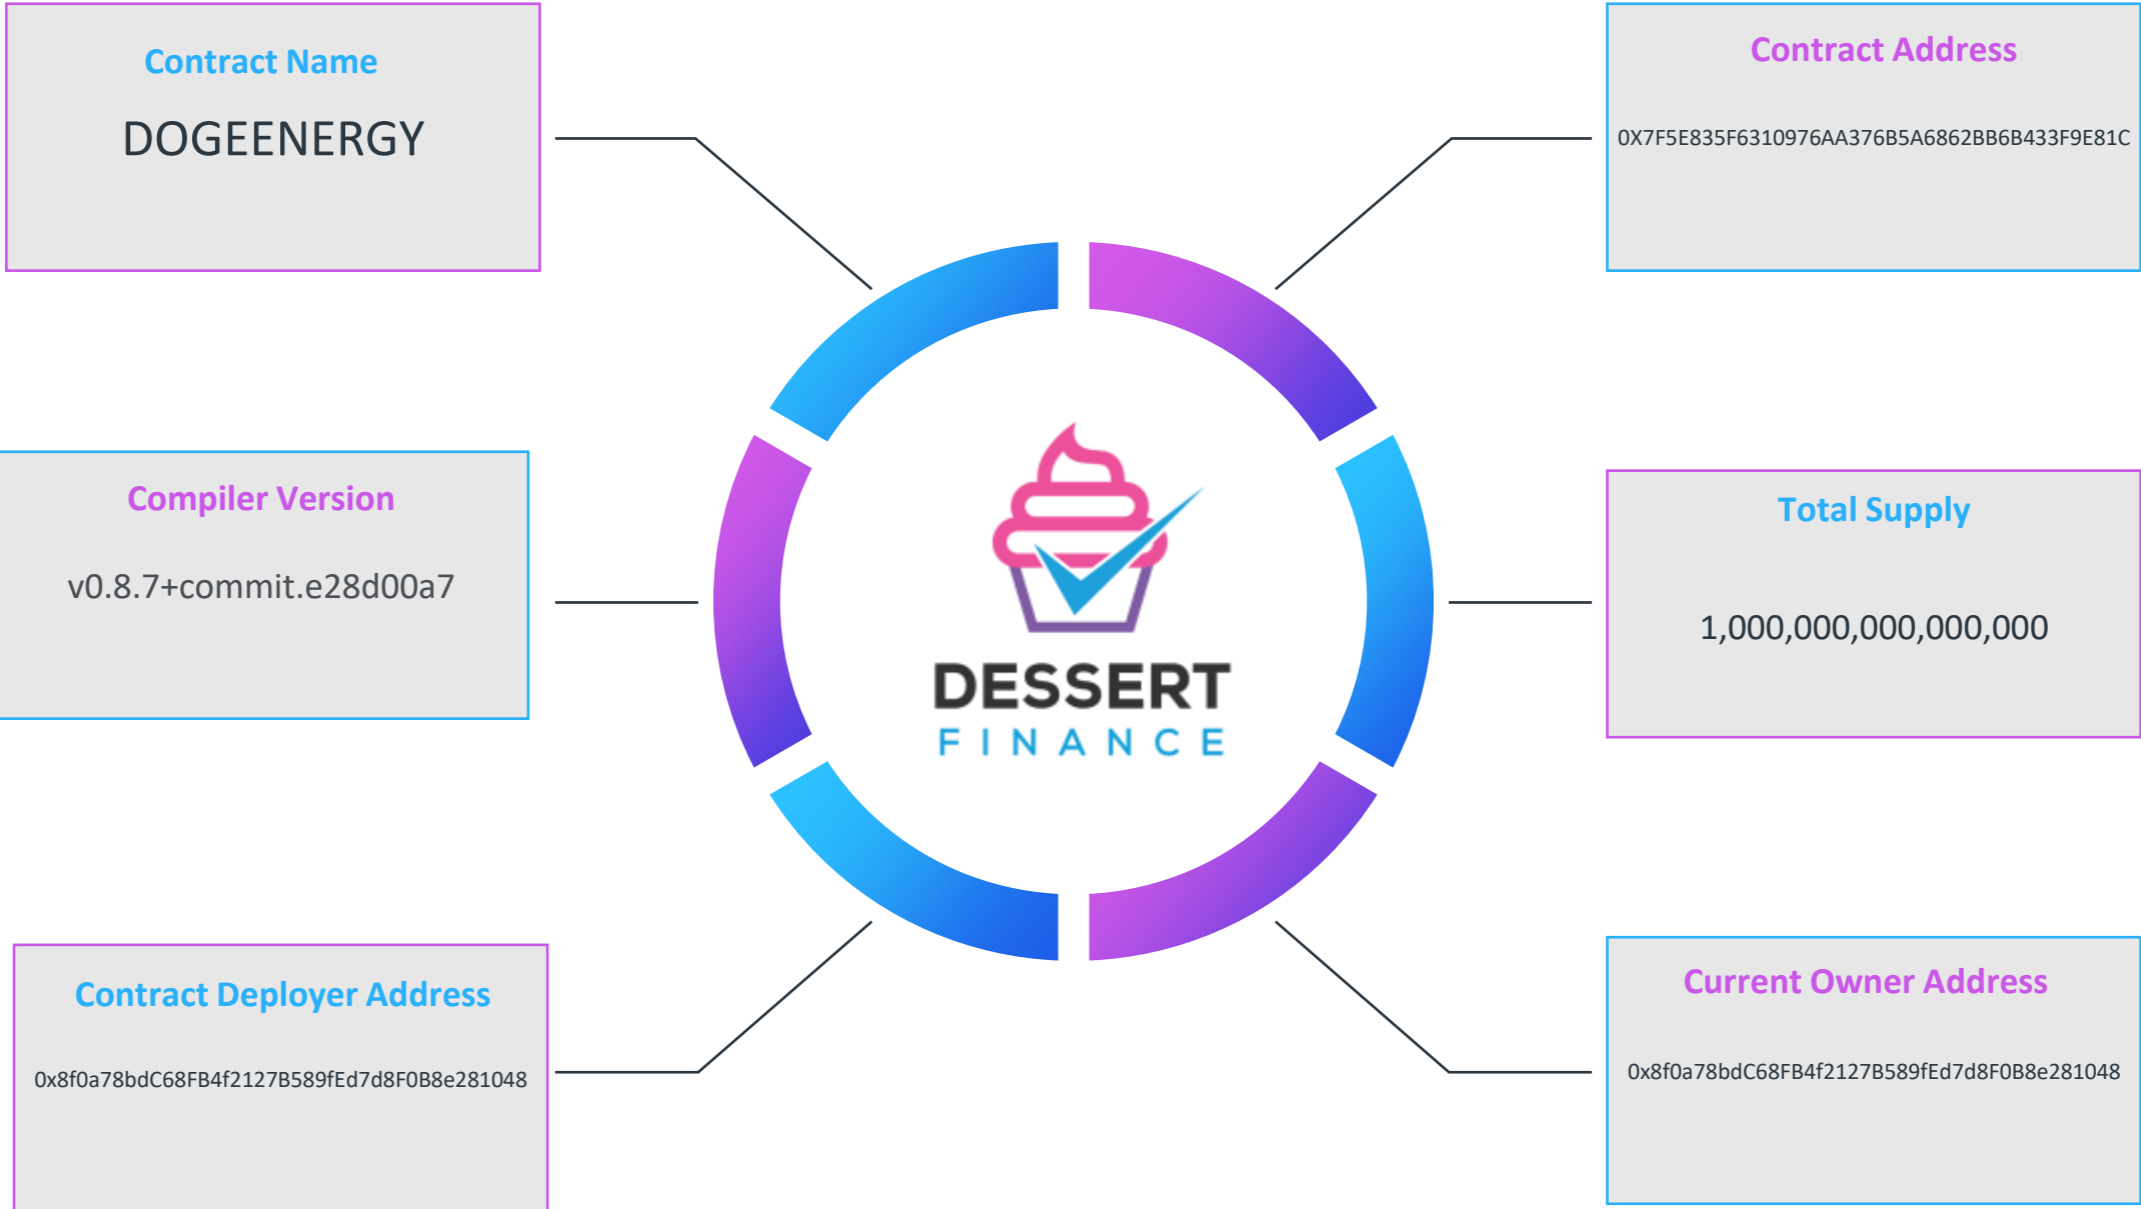 Contract Name
DOGEENERGY
Contract Address
0X7F5E835F6310976AA376B5A6862BB6B433F9E81C
Compiler Version
v0.8.7+commit.e28d00a7
Total Supply
1,000,000,000,000,000
DESSERT
FINANCE
Contract Deployer Address
0x8f0a78bdC68FB4f2127B589fEd7d8F0B8e281048
Current Owner Address
0x8f0a78bdC68FB4f2127B589fEd7d8F0B8e281048